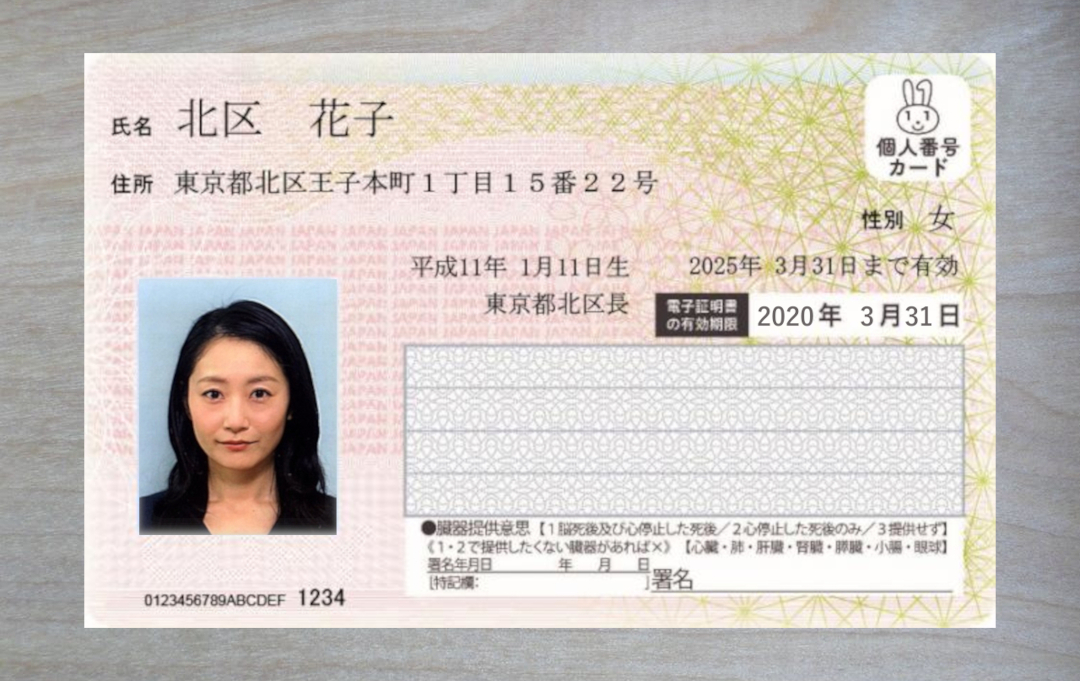 氏名 北区 花子
個人番号
カード
住所 東京都北区王子本町1丁目15番22号
性別 女
平成11年 1月11日生 2025年 3月31日まで有効
東京都北区長 電子証明書の有効期限 2020年 3月31日
●臓器提供意思【1脳死後及び心停止した死後/2心停止した死後のみ/3提供せず】
《1・2で提供したくない臓器があれば×》【心臓・肺・肝臓・腎臓・膵臓・小腸・眼球】
署名年月日 年 月 日
[特記欄: ]署名
0123456789ABCDEF 1234
JAPAN JAPAN JAPAN JAPAN JAPAN